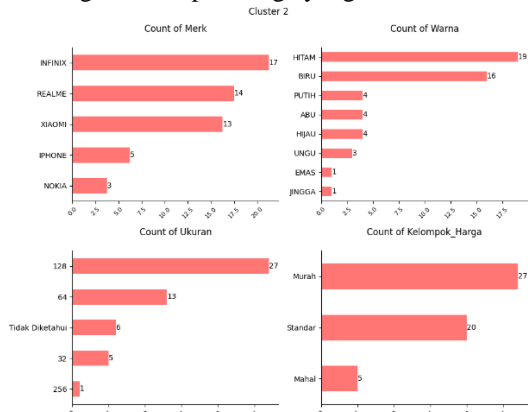 Cluster 2
Count of Merk
INFINIX
17
REALME
14
XIAOMI
13
IPHONE
5
NOKIA
3
0.0
2.5
5.0
7.5
10.0
12.5
15.0
17.5
20.0
Count of Warna
HITAM
19
BIRU
16
PUTIH
4
ABU
4
HIJAU
4
UNGU
3
EMAS
1
JINGGA
1
0.0
2.5
5.0
7.5
10.0
12.5
15.0
17.5
Count of Ukuran
128
27
64
13
Tidak Diketahui
6
32
5
256
1
Count of Kelompok_Harga
Murah
27
Standar
20
Mahal
5